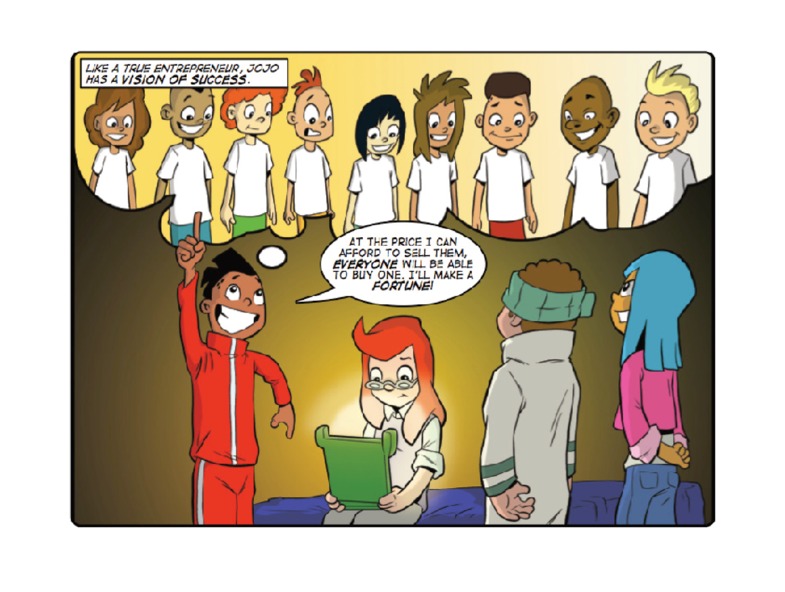 LIKE A TRUE ENTREPRENEUR, JOJO
HAS A VISION OF SUCCESS.
AT THE PRICE I CAN
AFFORD TO SELL THEM,
EVERYONE WILL BE ABLE
TO BUY ONE. I'LL MAKE A
FORTUNE!